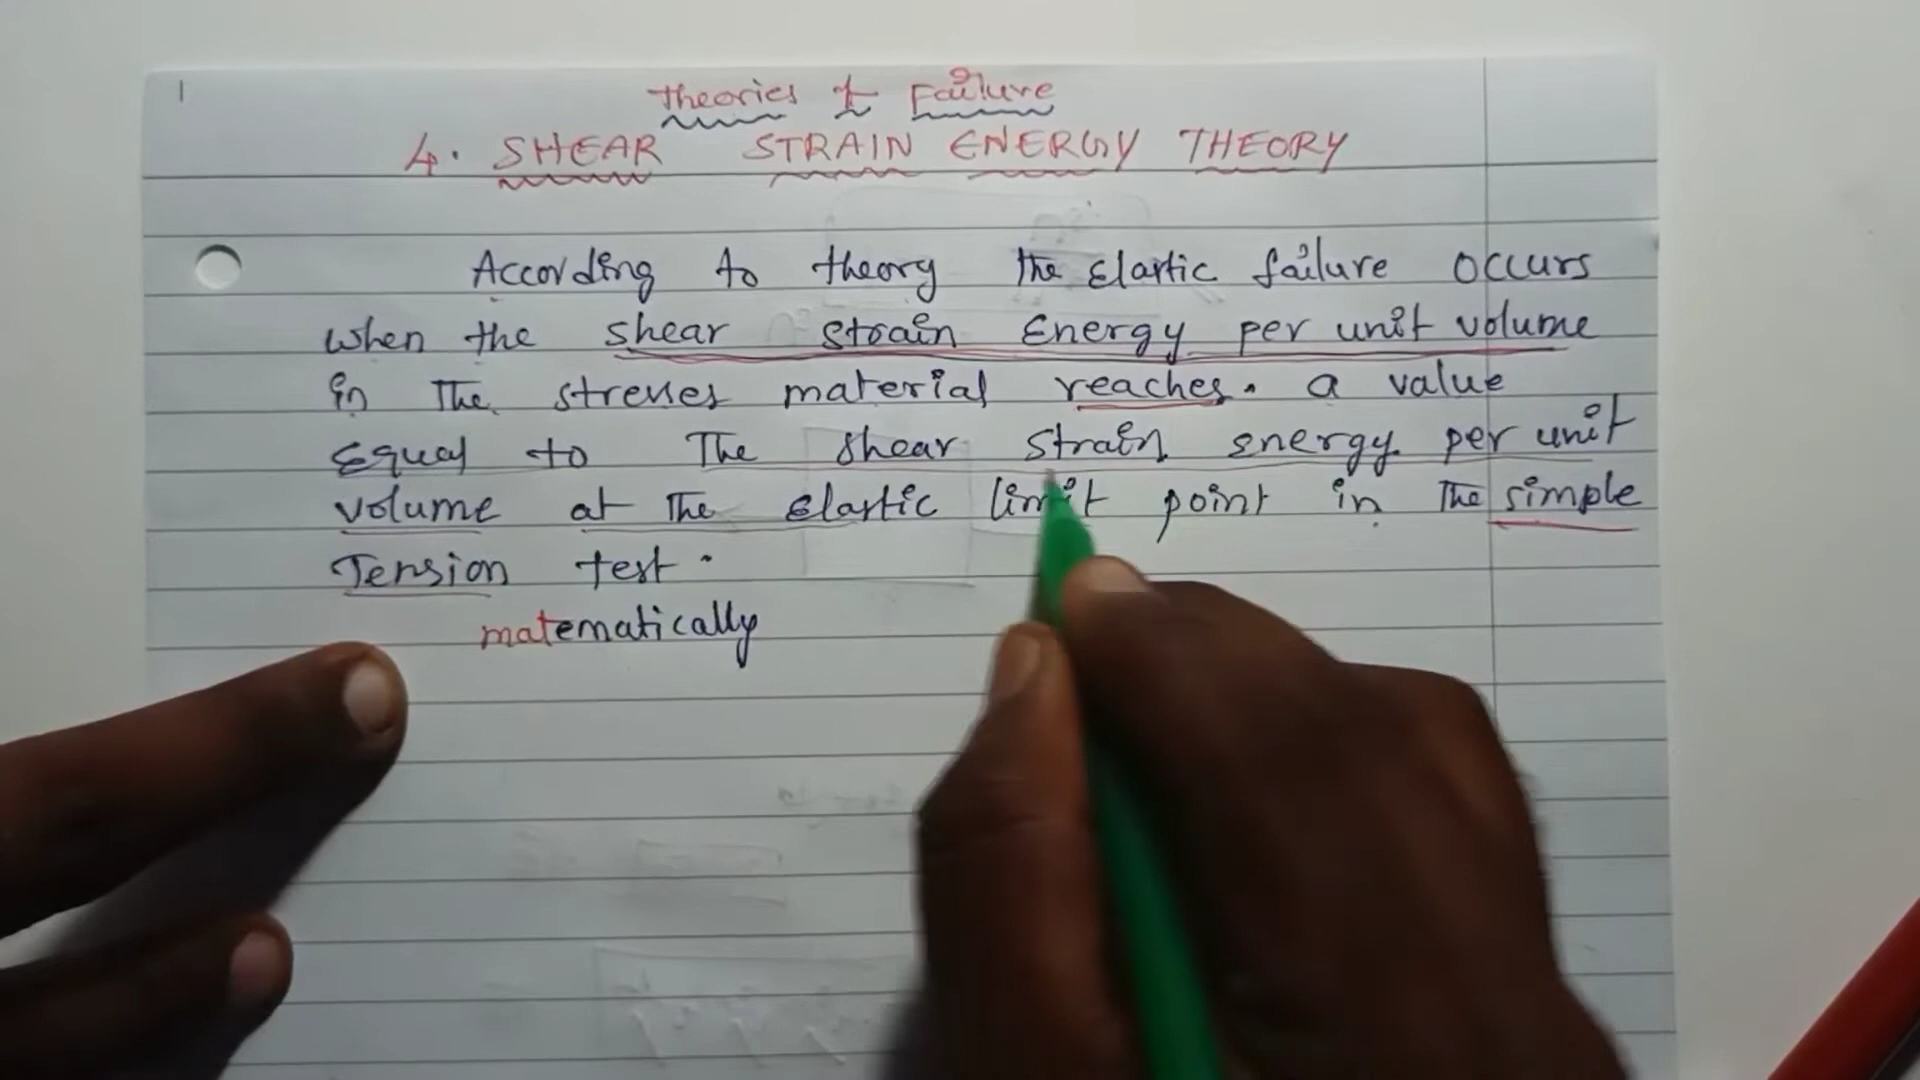 1
Theories of Failure
4. SHEAR STRAIN ENERGY THEORY
According to theory the Elastic failure occurs
when the shear strain Energy per unit volume
in The stresses material reaches. a value
Equal to The shear strain energy per unit
volume at The Elastic limit point in The simple
Tension test.
matematically